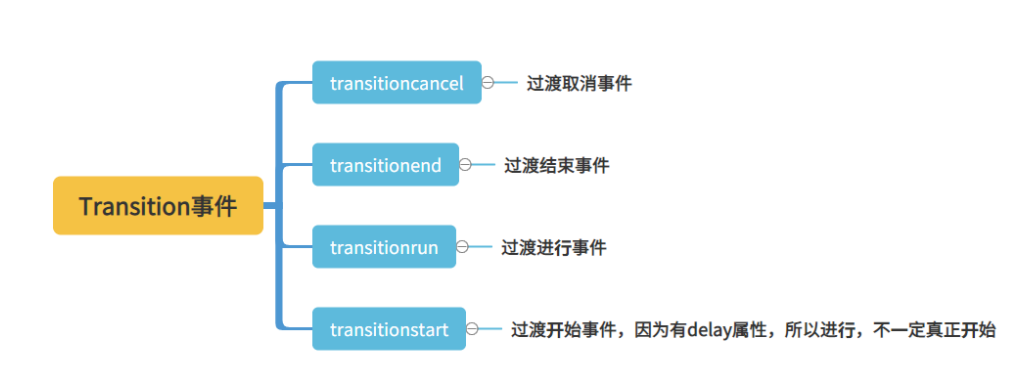 Transition事件
transitioncancel
过渡取消事件
transitionend
过渡结束事件
transitionrun
过渡进行事件
transitionstart
过渡开始事件，因为有delay属性，所以进行，不一定真正开始